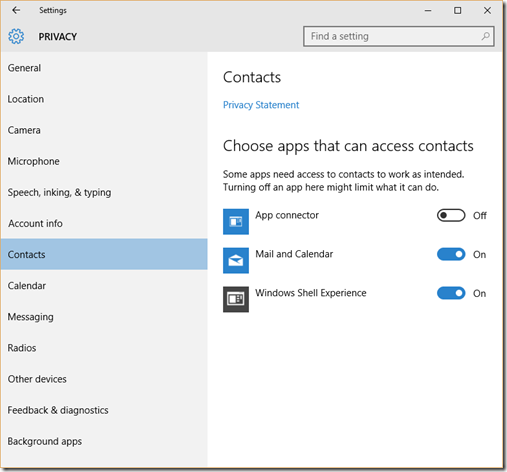 Settings
PRIVACY
Find a setting
General
Location
Camera
Microphone
Speech, inking, & typing
Account info
Contacts
Calendar
Messaging
Radios
Other devices
Feedback & diagnostics
Background apps
Contacts
Privacy Statement
Choose apps that can access contacts
Some apps need access to contacts to work as intended.
Turning off an app here might limit what it can do.
App connector Off
Mail and Calendar On
Windows Shell Experience On